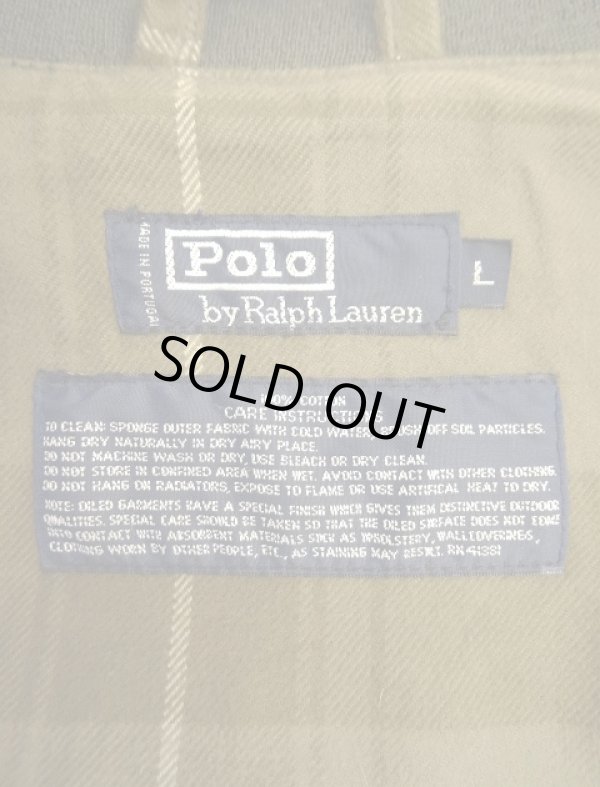 MADE IN PORTUGAL
Polo
by Ralph Lauren
L
SOLD OUT
100% COTTON
CARE INSTRUCTIONS
TO CLEAN: SPONGE OUTER FABRIC WITH COLD WATER, BRUSH OFF SOIL PARTICLES.
HANG DRY NATURALLY IN DRY AIRY PLACE.
DO NOT MACHINE WASH OR DRY, USE BLEACH OR DRY CLEAN.
DO NOT STORE IN CONFINED AREA WHEN WET. AVOID CONTACT WITH OTHER CLOTHING.
DO NOT HANG ON RADIATORS, EXPOSE TO FLAME OR USE ARTIFICAL HEAT TO DRY.
NOTE: OILED GARMENTS HAVE A SPECIAL FINISH WHICH GIVES THEM DISTINCTIVE OUTDOOR
QUALITIES. SPECIAL CARE SHOULD BE TAKEN SO THAT THE OILED SURFACE DOES NOT COME
INTO CONTACT WITH ABSORBENT MATERIALS SUCH AS UPHOLSTERY, WALLCOVERINGS,
CLOTHING WORN BY OTHER PEOPLE, ETC., AS STAINING MAY RESULT. RN 41381